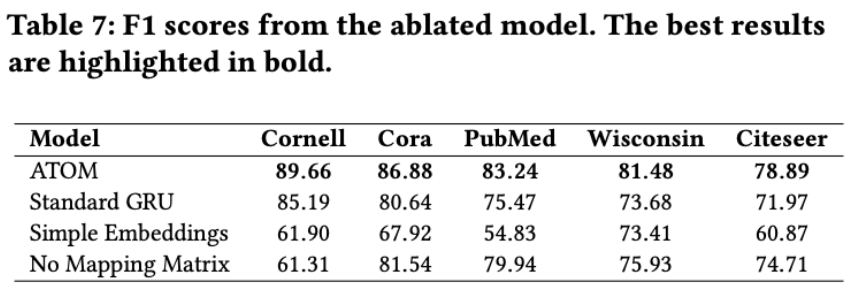 Table 7: F1 scores from the ablated model. The best results
are highlighted in bold.
Model Cornell Cora PubMed Wisconsin Citeseer
ATOM 89.66 86.88 83.24 81.48 78.89
Standard GRU 85.19 80.64 75.47 73.68 71.97
Simple Embeddings 61.90 67.92 54.83 73.41 60.87
No Mapping Matrix 61.31 81.54 79.94 75.93 74.71